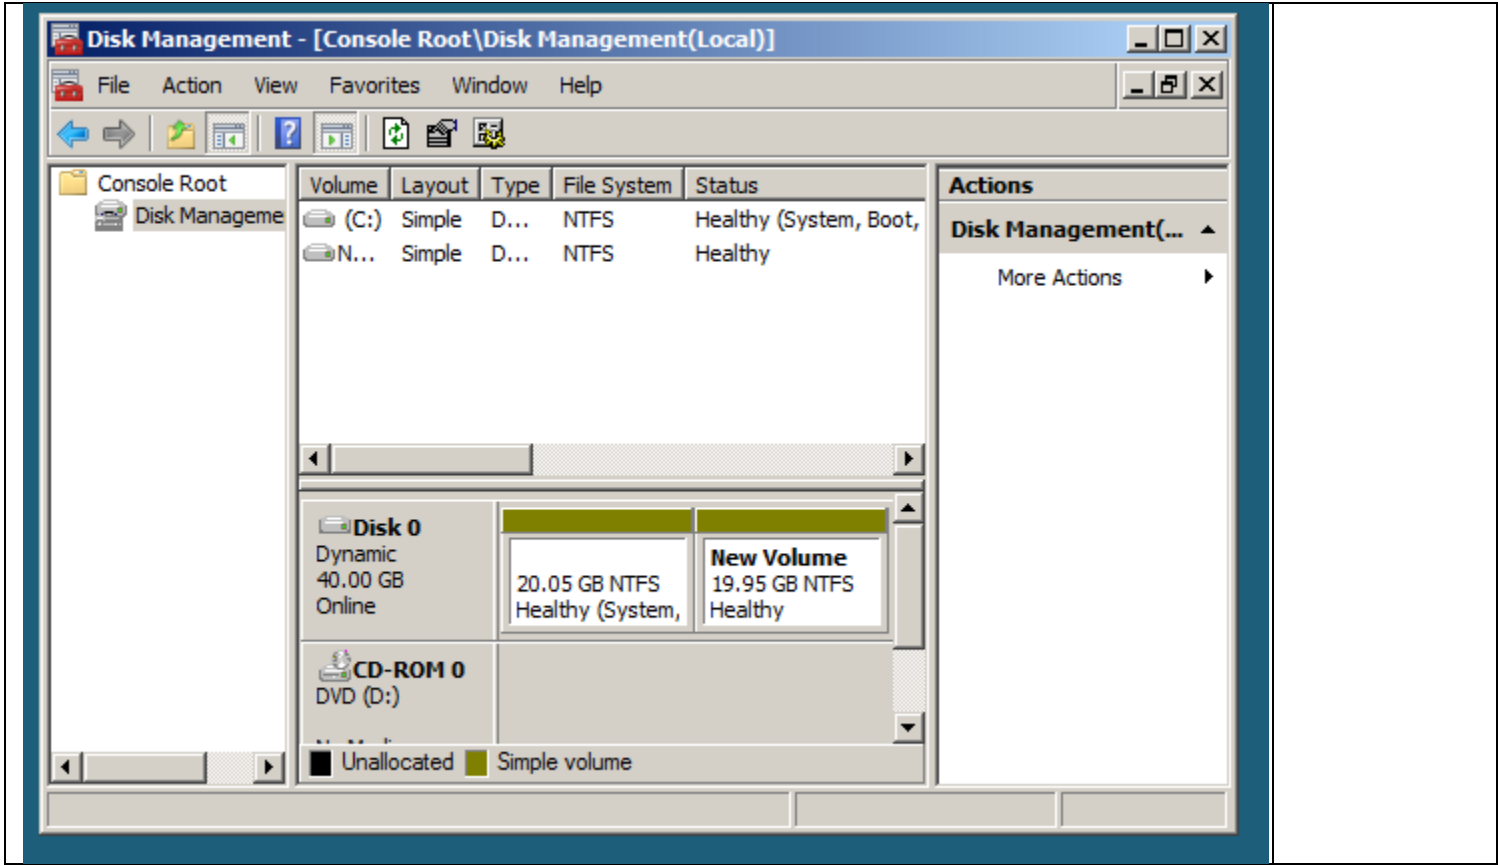 Disk Management - [Console Root\Disk Management(Local)]
File Action View Favorites Window Help
Console Root
Disk Manageme
Volume Layout Type File System Status
(C:) Simple D... NTFS Healthy (System, Boot,
N... Simple D... NTFS Healthy
Disk 0
Dynamic
40.00 GB
Online
20.05 GB NTFS
Healthy (System,
New Volume
19.95 GB NTFS
Healthy
CD-ROM 0
DVD (D:)
Unallocated Simple volume
Actions
Disk Management(...
More Actions